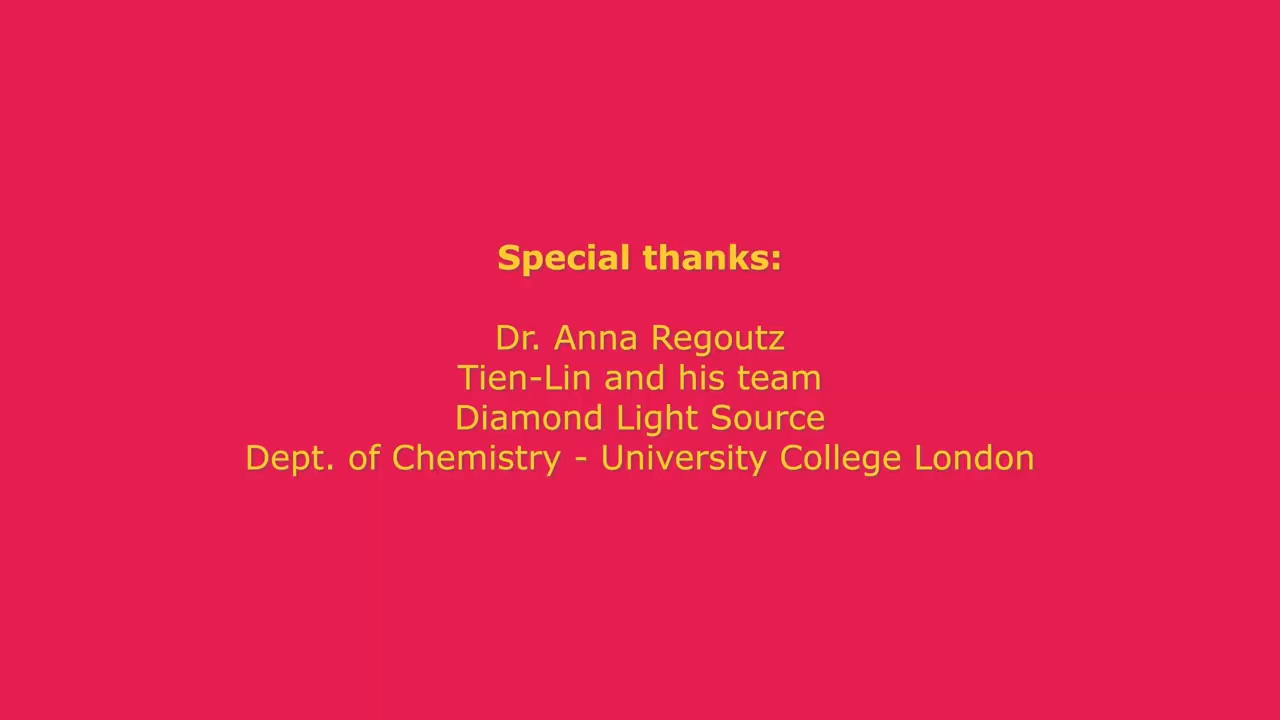 Special thanks:
Dr. Anna Regoutz
Tien-Lin and his team
Diamond Light Source
Dept. of Chemistry - University College London